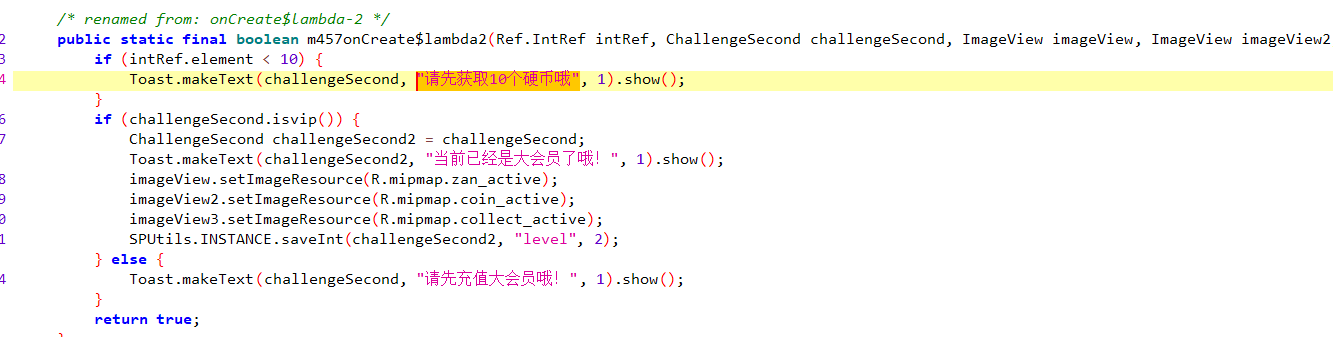 /* renamed from: onCreate$lambda-2 */
2 public static final boolean m457onCreate$lambda2(Ref.IntRef intRef, ChallengeSecond challengeSecond, ImageView imageView, ImageView imageView2
3 if (intRef.element < 10) {
4 Toast.makeText(challengeSecond, "请先获取10个硬币哦", 1).show();
}
6 if (challengeSecond.isvip()) {
7 ChallengeSecond challengeSecond2 = challengeSecond;
Toast.makeText(challengeSecond2, "当前已经是大会员了哦！", 1).show();
8 imageView.setImageResource(R.mipmap.zan_active);
9 imageView2.setImageResource(R.mipmap.coin_active);
0 imageView3.setImageResource(R.mipmap.collect_active);
1 SPUtils.INSTANCE.saveInt(challengeSecond2, "level", 2);
} else {
4 Toast.makeText(challengeSecond, "请先充值大会员哦！", 1).show();
}
return true;